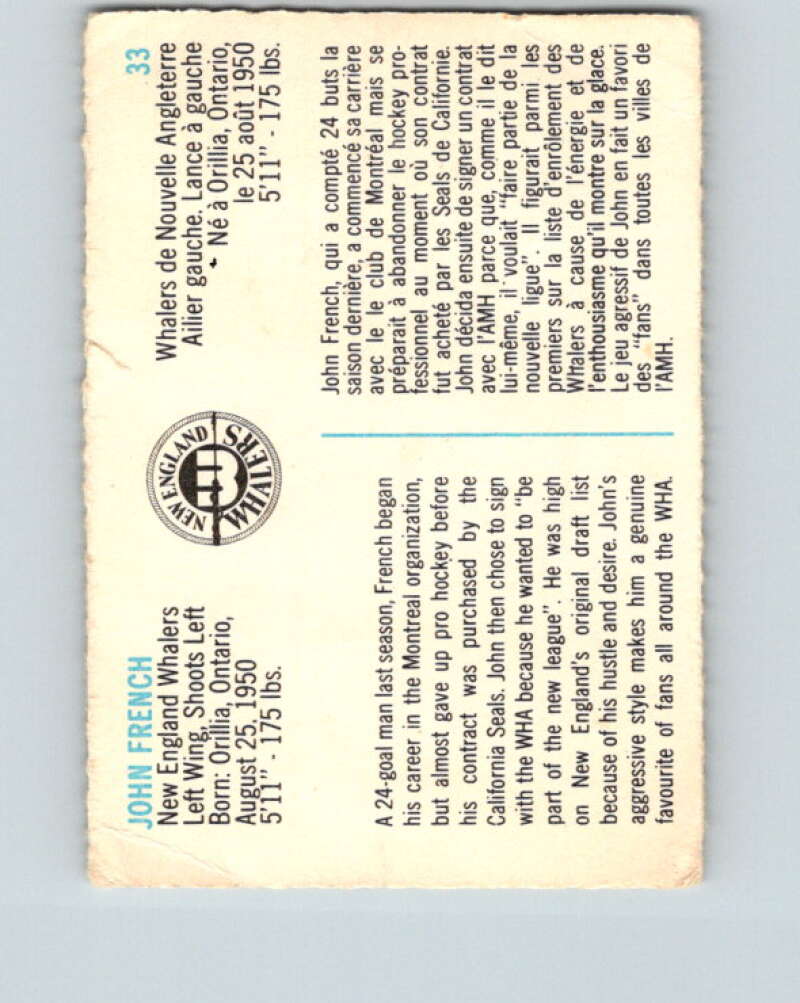 JOHN FRENCH
New England Whalers
Left Wing, Shoots Left
Born: Orillia, Ontario,
August 25, 1950
5'11" - 175 lbs.
NEW ENGLAND
WHALERS
33
Whalers de Nouvelle Angleterre
Ailier gauche. Lance à gauche
Né à Orillia, Ontario,
le 25 août 1950
5'11" - 175 lbs.
A 24-goal man last season, French began
his career in the Montreal organization,
but almost gave up pro hockey before
his contract was purchased by the
California Seals. John then chose to sign
with the WHA because he wanted to "be
part of the new league". He was high
on New England's original draft list
because of his hustle and desire. John's
aggressive style makes him a genuine
favourite of fans all around the WHA.
John French, qui a compté 24 buts la
saison dernière, a commencé sa carrière
avec le le club de Montréal mais se
préparait à abandonner le hockey pro-
fessionnel au moment où son contrat
fut acheté par les Seals de Californie.
John décida ensuite de signer un contrat
avec l'AMH parce que, comme il le dit
lui-même, il voulait "faire partie de la
nouvelle ligue". Il figurait parmi les
premiers sur la liste d'enrôlement des
Whalers à cause de l'énergie et de
l'enthousiasme qu'il montre sur la glace.
Le jeu agressif de John en fait un favori
des "fans" dans toutes les villes de
l'AMH.